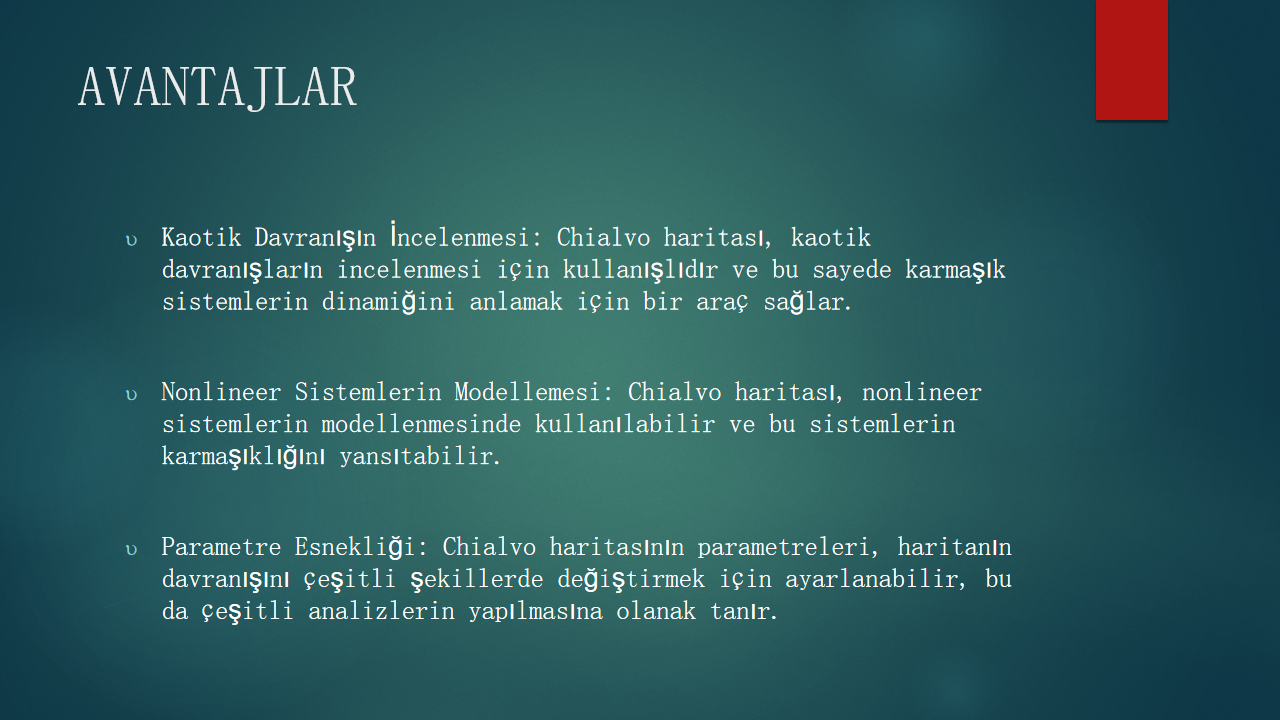 AVANTAJLAR
Kaotik Davranışın İncelenmesi: Chialvo haritası, kaotik
davranışların incelenmesi için kullanışlıdır ve bu sayede karmaşık
sistemlerin dinamiğini anlamak için bir araç sağlar.
Nonlineer Sistemlerin Modellemesi: Chialvo haritası, nonlineer
sistemlerin modellenmesinde kullanılabilir ve bu sistemlerin
karmaşıklığını yansıtabilir.
Parametre Esnekliği: Chialvo haritasının parametreleri, haritanın
davranışını çeşitli şekillerde değiştirmek için ayarlanabilir, bu
da çeşitli analizlerin yapılmasına olanak tanır.